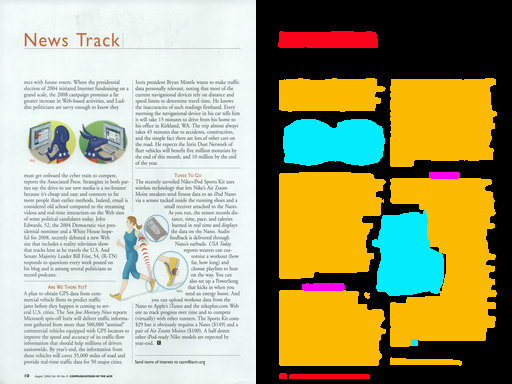 News Track
nect with future voters. Where the presidential
election of 2004 initiated Internet fundraising on a
grand scale, the 2008 campaign promises a far
greater increase in Web-based activities, and Lud-
dite politicians are savvy enough to know they
must get onboard the cyber train to compete,
reports the Associated Press. Strategists in both par-
ties say the drive to use new media is a no-brainer
because it's cheap and easy and connects to far
more people than earlier methods. Indeed, email is
considered old school compared to the streaming
videos and real-time interaction on the Web sites
of some political candidates today. John
Edwards, 52, the 2004 Democratic vice presi-
dential nominee and a White House hope-
ful for 2008, recently debuted a new Web
site that includes a reality television show
that tracks him as he travels the U.S. And
Senate Majority Leader Bill Frist, 54, (R-TN)
responds to questions every week posted on
his blog and is among several politicians to
record podcasts.
ARE WE THERE YET?
A plan to obtain GPS data from com-
mercial vehicle fleets to predict traffic
jams before they happen is coming to sev-
eral U.S. cities. The San Jose Mercury News reports
Microsoft spin-off Inrix will deliver traffic informa-
tion gathered from more than 500,000 "sentinel"
commercial vehicles equipped with GPS locators to
improve the speed and accuracy of its traffic-flow
information that should help millions of drivers
nationwide. By year's end, the information from
these vehicles will cover 35,000 miles of road and
provide real-time traffic data for 50 major cities.
Inrix president Bryan Mistele wants to make traffic
data personally relevant, noting that most of the
current navigational devices rely on distance and
speed limits to determine travel time. He knows
the inaccuracies of such readings firsthand. Every
morning the navigational device in his car tells him
it will take 15 minutes to drive from his home to
his office in Kirkland, WA. The trip almost always
takes 45 minutes due to accidents, construction,
and the simple fact there are lots of other cars on
the road. He expects the Inrix Dust Network of
fleet vehicles will benefit five million motorists by
the end of this month, and 10 million by the end
of the year.
TUNES TO GO
The recently unveiled Nike+iPod Sports Kit uses
wireless technology that lets Nike's Air Zoom
Moire sneakers send fitness data to an iPod Nano
via a sensor tucked inside the running shoes and a
small receiver attached to the Nano.
As you run, the sensor records dis-
tance, time, pace, and calories
burned in real time and displays
the data on the Nano. Audio
feedback is delivered through
Nano's earbuds. USA Today
reports wearers can cus-
tomize a workout (how
far, how long) and
choose playlists to hear
on the way. You can
also set up a PowerSong
that kicks in when you
need an energy boost. And
you can upload workout data from the
Nano to Apple's iTunes and the nikeplus.com Web
site to track progress over time and to compete
(virtually) with other runners. The Sports Kit costs
$29 but is obviously requires a Nano ($149) and a
pair of Air Zoom Moires ($100). A half dozen
other iPod-ready Nike models are expected by
year-end.
Send items of interest to cacm@acm.org
10 August 2006/Vol. 49, No. 8 COMMUNICATIONS OF THE ACM